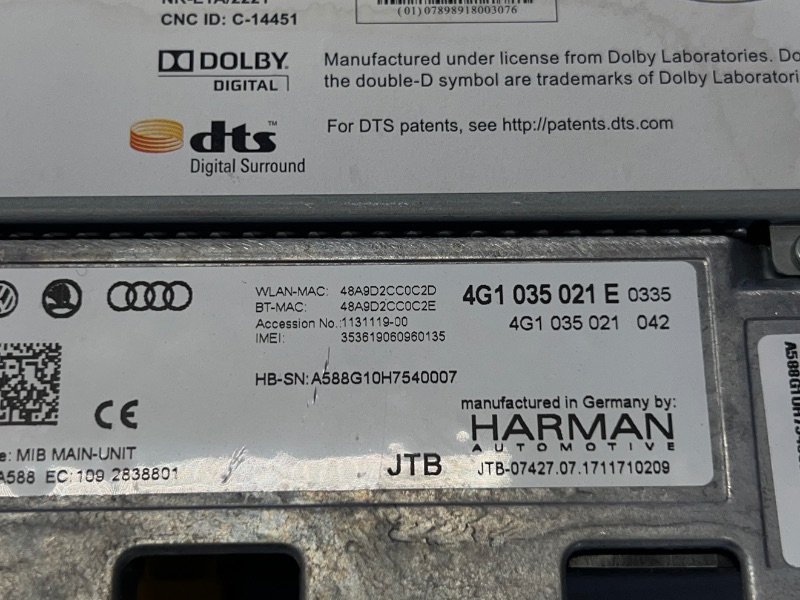 CNC ID: C-14451
(01)07898918003076
DOLBY.
DIGITAL
Manufactured under license from Dolby Laboratories.
the double-D symbol are trademarks of Dolby
dts™
Digital Surround
For DTS patents, see http://patents.dts.com
WLAN-MAC: 48A9D2CC0C2D
BT-MAC: 48A9D2CC0C2E
Accession No.:1131119-00
IMEI: 353619060960135
4G1 035 021 E 0335
4G1 035 021 042
HB-SN: A588G10H7540007
CE
MIB MAIN-UNIT
A588 EC: 109 2838801
manufactured in Germany by:
HARMAN
AUTOMOTIVE
JTB
JTB-07427.07.1711710209